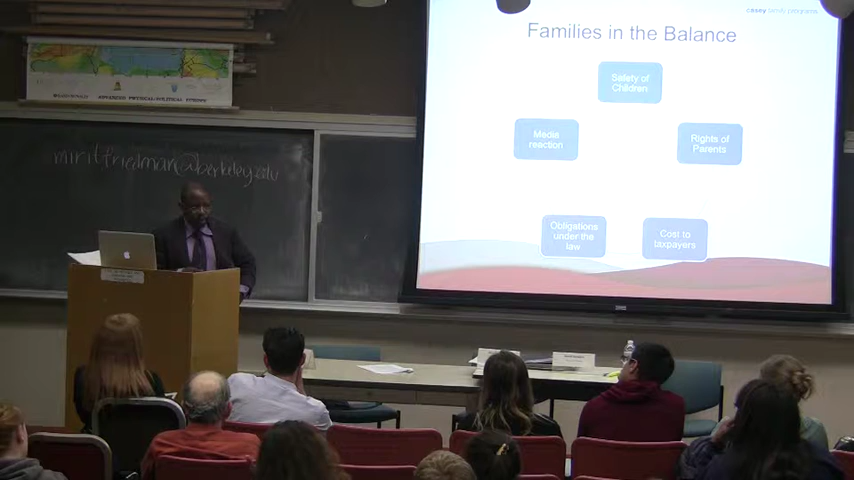 casey family programs
Families in the Balance
Safety of
Children
Media
reaction
Rights of
Parents
Obligations
under the
law
Cost to
taxpayers
miritfriedman@berkeley.edu